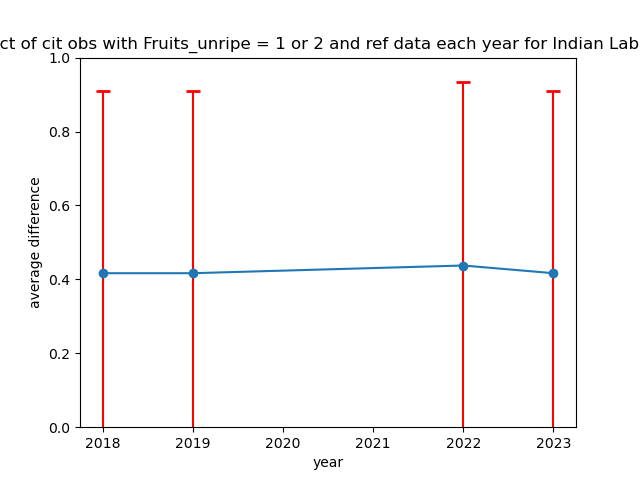 ct of cit obs with Fruits_unripe = 1 or 2 and ref data each year for Indian Lab
1.0
0.8
0.6
0.4
0.2
0.0
average difference
2018 2019 2020 2021 2022 2023
year